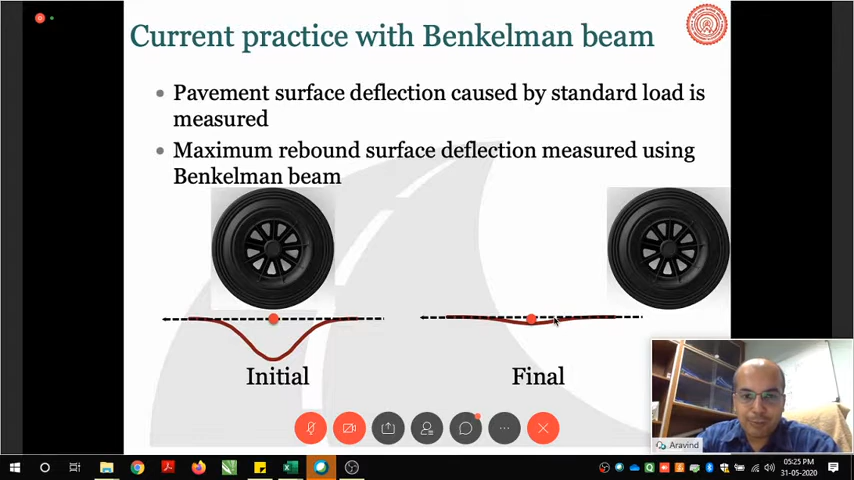 Current practice with Benkelman beam
Pavement surface deflection caused by standard load is
measured
Maximum rebound surface deflection measured using
Benkelman beam
Initial
Final
Aravind
05:25 PM
31-05-2020